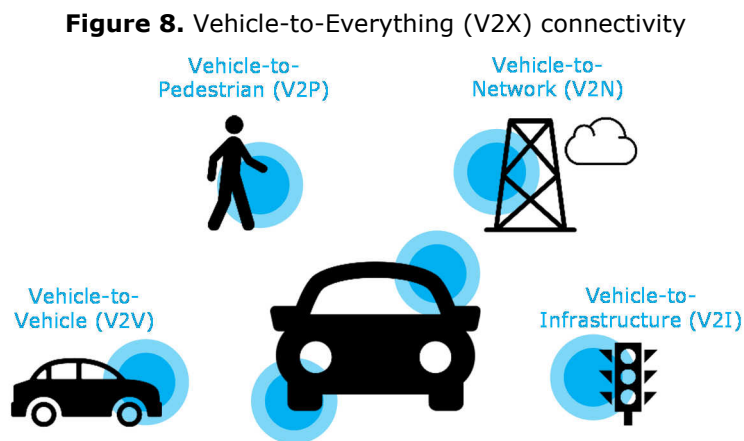 Figure 8. Vehicle-to-Everything (V2X) connectivity
Vehicle-to-
Pedestrian (V2P)
Vehicle-to-
Network (V2N)
Vehicle-to-
Vehicle (V2V)
Vehicle-to-
Infrastructure (V2I)